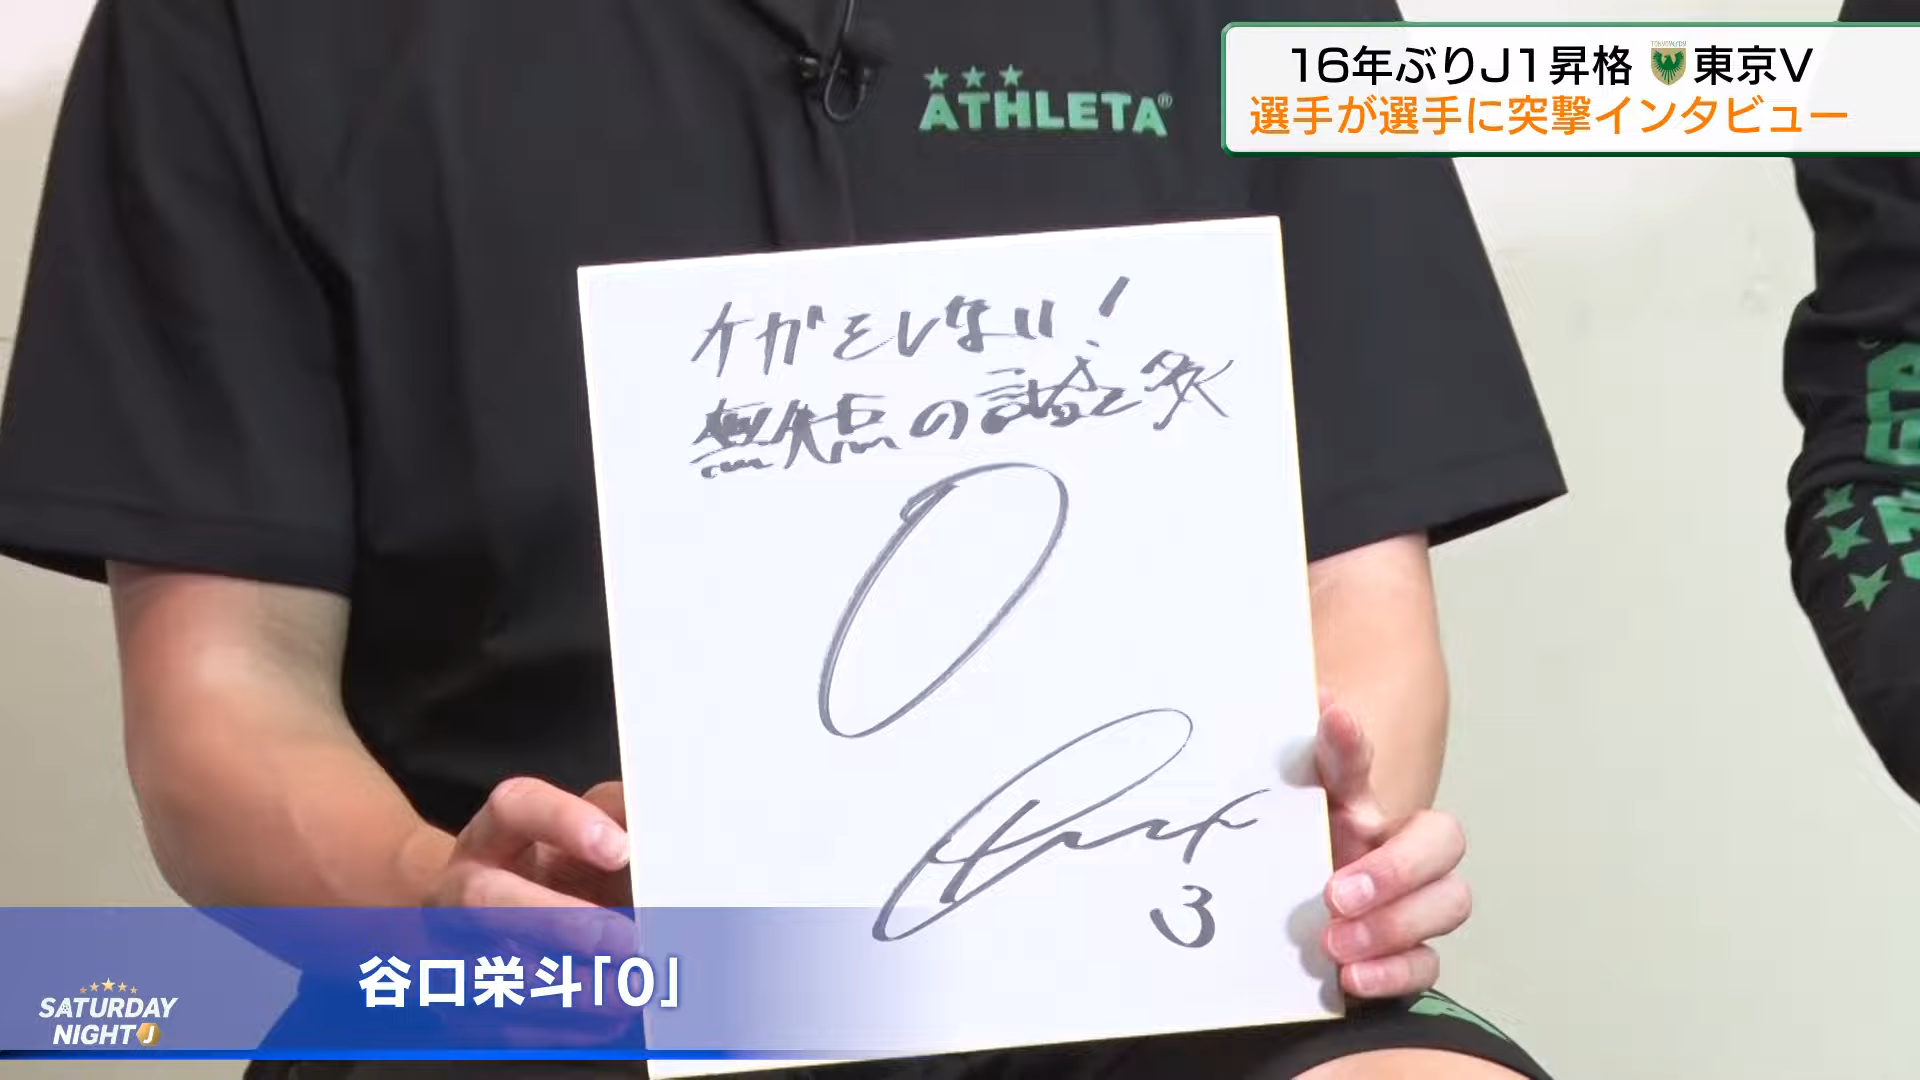 16年ぶりJ1昇格 東京V
選手が選手に突撃インタビュー
ATHLETA
ケガをしない!
無失点の試合を多く
0
3
谷口栄斗「0」
SATURDAY
NIGHT J